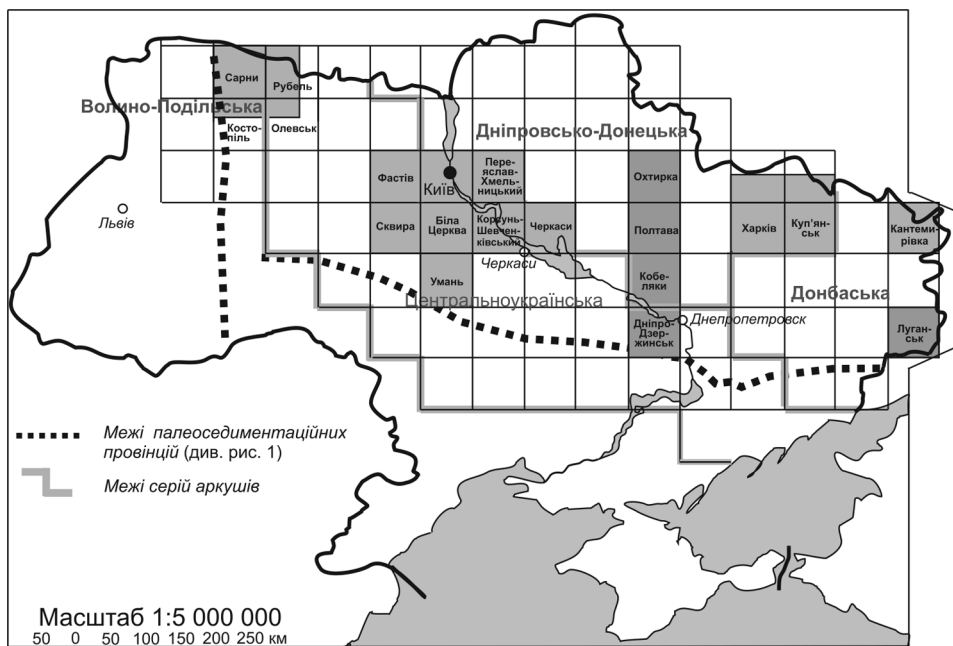 Сарни
Рубель
Волино-Подільська
Косто-
піль
Олевськ
Дніпровсько-Донецька
Фастів
Київ
Пере-
яслав-
Хмель-
ницький
Охтирка
Львів
Сквира
Біла
Церква
Корсунь-
Шевчен-
ківський
Черкаси
Полтава
Харків
Куп'ян-
ськ
Кантеми-
рівка
Черкаси
Умань
Кобе-
ляки
Центральноукраїнська
Донбаська
Дніпро-
Дзер-
жинськ
Днепропетровск
Луган-
ськ
Межі палеоседиментаційних
провінцій (див. рис. 1)
Межі серій аркушів
Масштаб 1:5 000 000
50 0 50 100 150 200 250 км